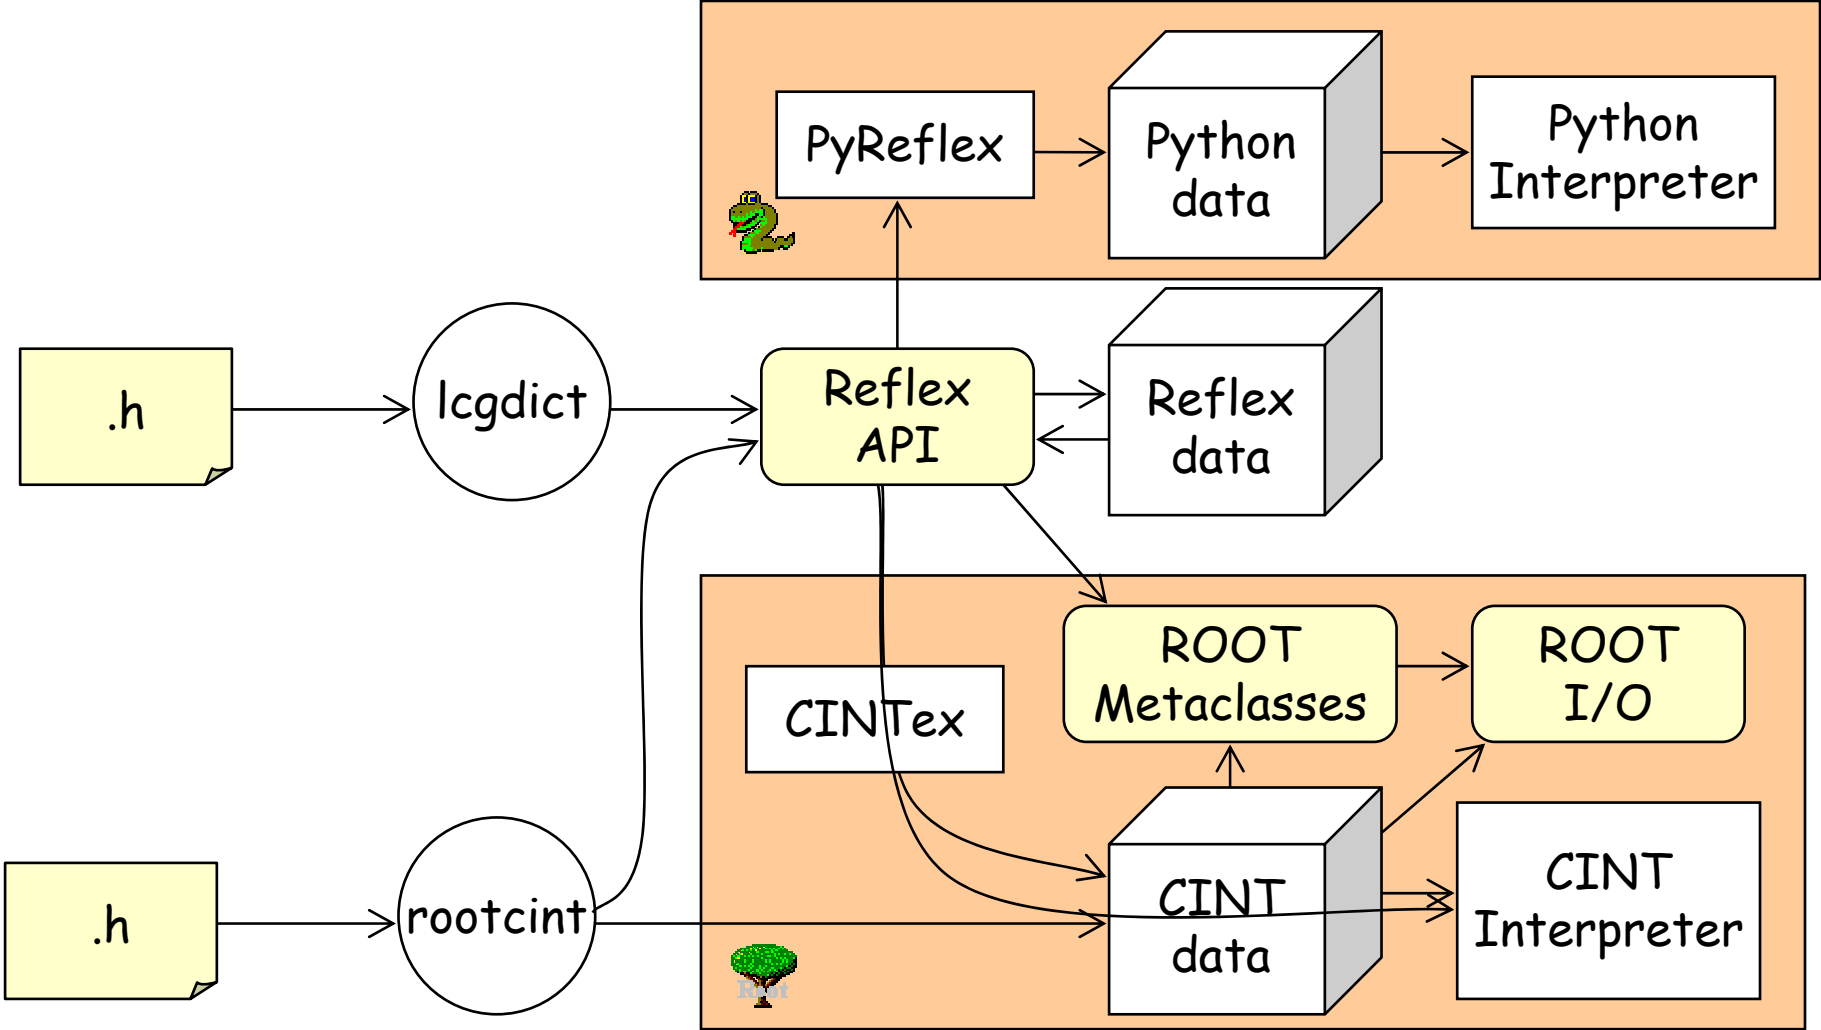 PyReflex
Python
data
Python
Interpreter
.h
lcgdict
Reflex
API
Reflex
data
ROOT
Metaclasses
ROOT
I/O
CINTex
.h
rootcint
CINT
data
CINT
Interpreter
Root